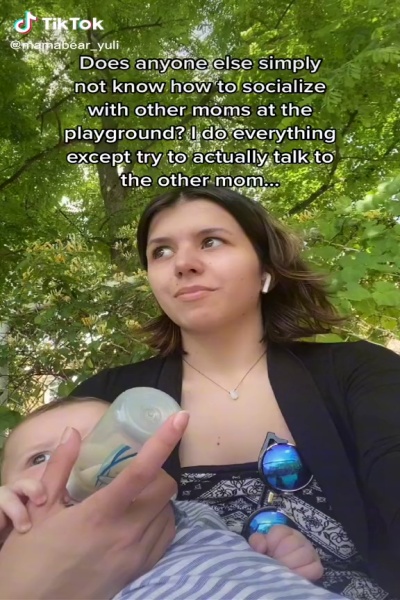 TikTok
@mamabear_yuli
Does anyone else simply
not know how to socialize
with other moms at the
playground? I do everything
except try to actually talk to
the other mom...